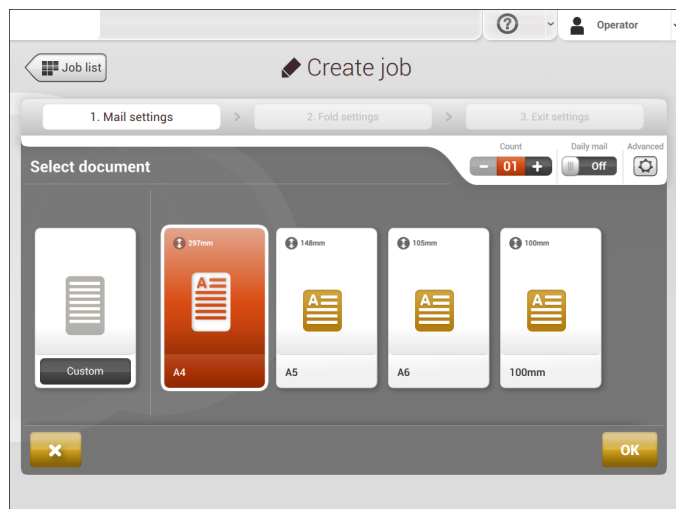 ? Operator
Job list
Create job
1. Mail settings > 2. Fold settings > 3. Exit settings
Count Daily mail Advanced
Select document
− 01 + Off
297mm 148mm 105mm 100mm
A A A A
Custom A4 A5 A6 100mm
OK